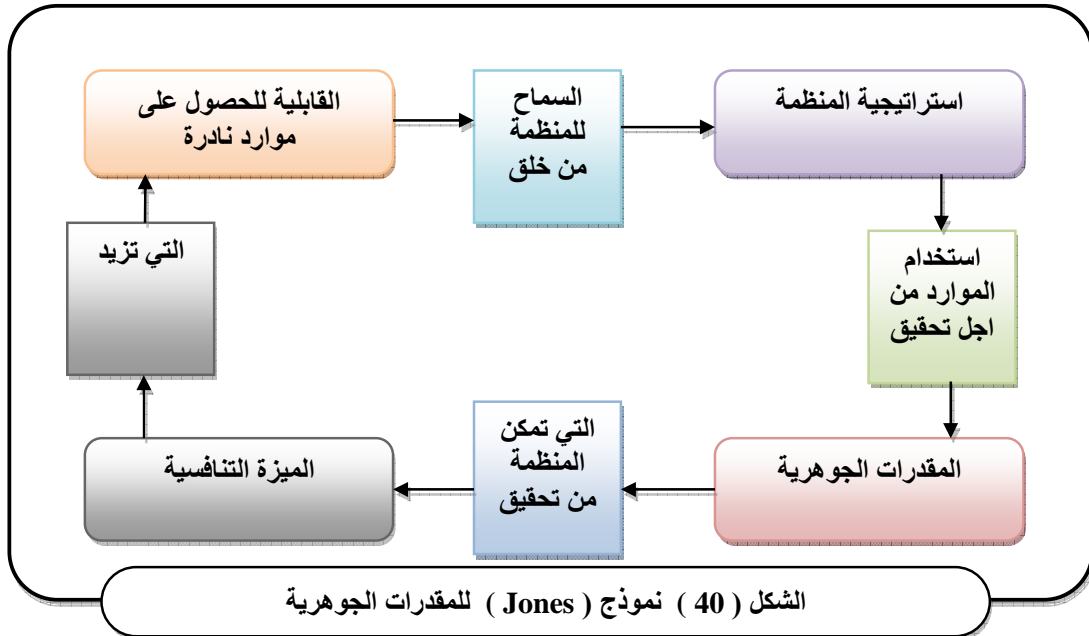 القابلية للحصول على
موارد نادرة
السماح
للمنظمة
من خلق
استراتيجية المنظمة
استخدام
الموارد من
اجل تحقيق
المقدرات الجوهرية
التي تمكن
المنظمة
من تحقيق
الميزة التنافسية
التي تزيد
الشكل ( 40 ) نموذج ( Jones ) للمقدرات الجوهرية